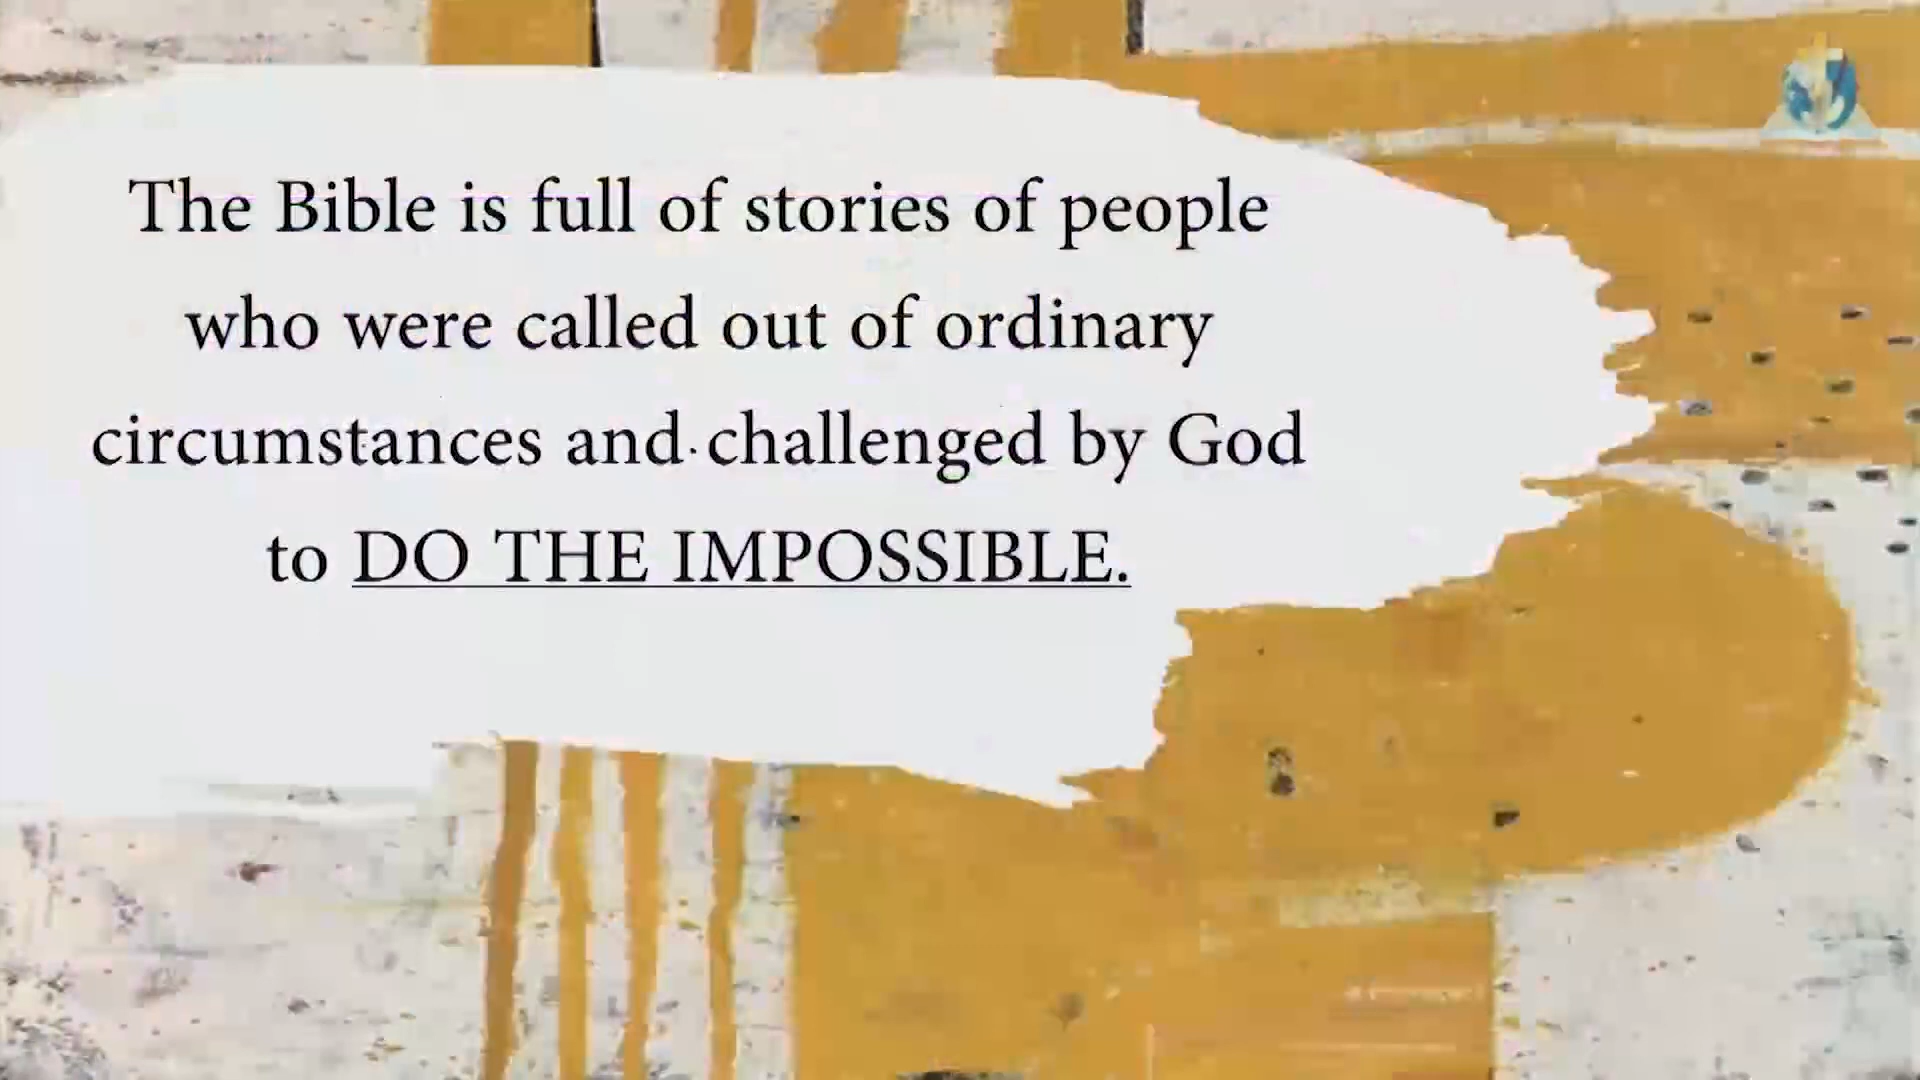 The Bible is full of stories of people
who were called out of ordinary
circumstances and challenged by God
to DO THE IMPOSSIBLE.